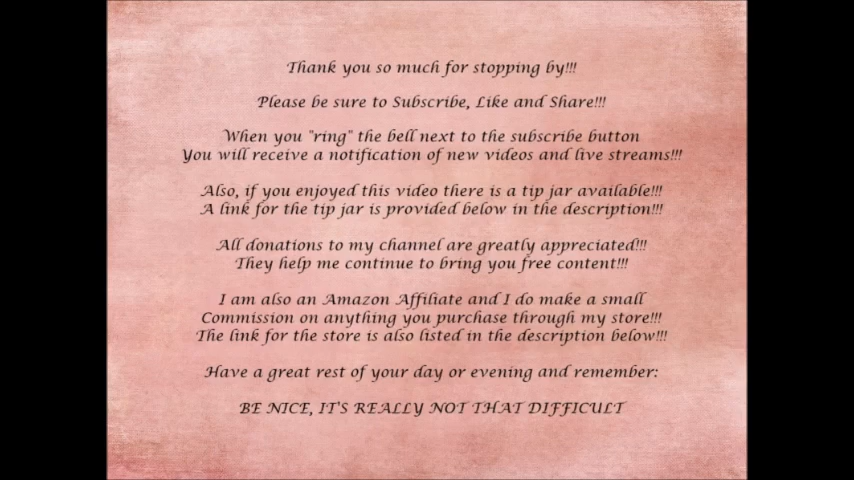 Thank you so much for stopping by!!!
Please be sure to Subscribe, Like and Share!!!
When you "ring" the bell next to the subscribe button
You will receive a notification of new videos and live streams!!!
Also, if you enjoyed this video there is a tip jar available!!!
A link for the tip jar is provided below in the description!!!
All donations to my channel are greatly appreciated!!!
They help me continue to bring you free content!!!
I am also an Amazon Affiliate and I do make a small
Commission on anything you purchase through my store!!!
The link for the store is also listed in the description below!!!
Have a great rest of your day or evening and remember:
BE NICE, IT'S REALLY NOT THAT DIFFICULT